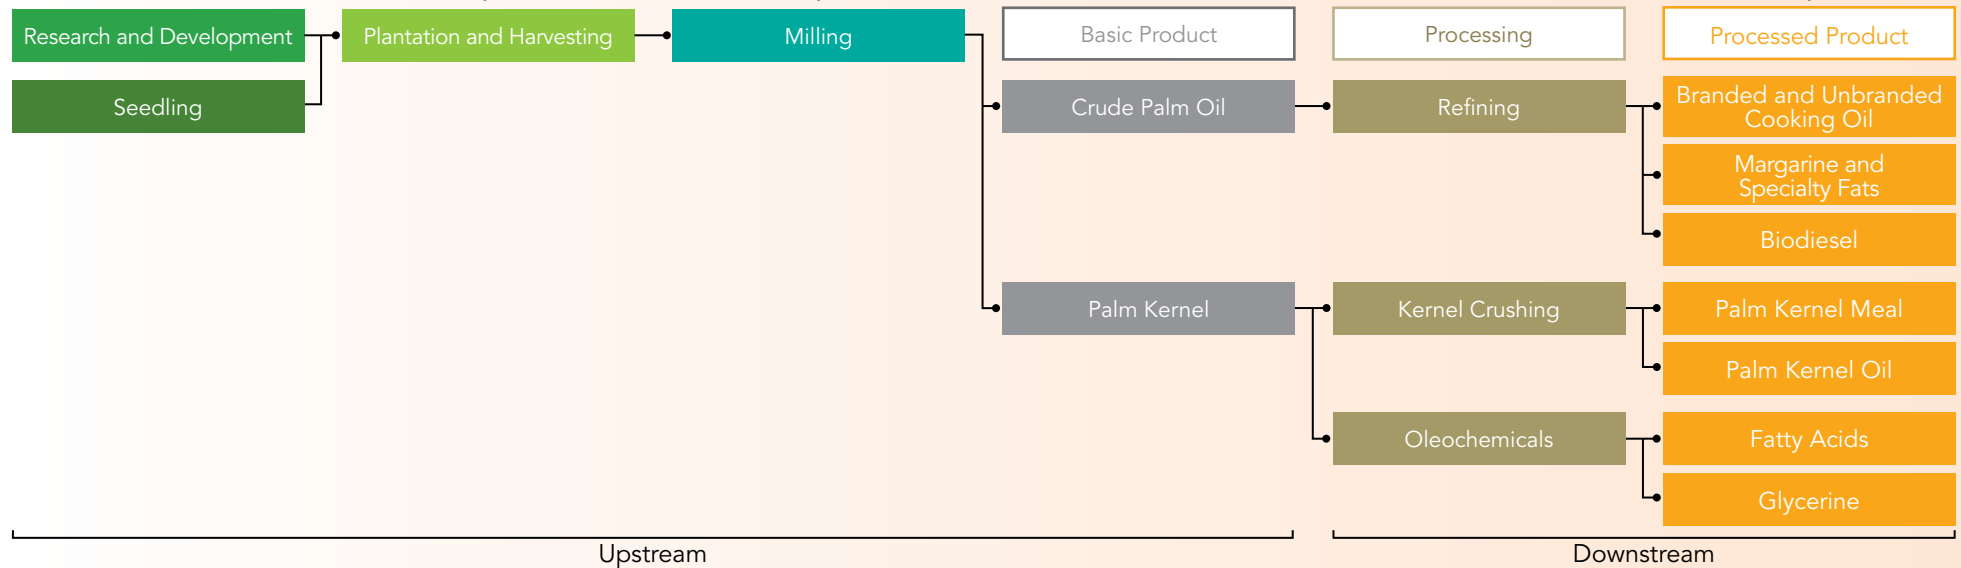 Research and Development
Plantation and Harvesting
Milling
Basic Product
Processing
Processed Product
Seedling
Crude Palm Oil
Refining
Branded and Unbranded
Cooking Oil
Margarine and
Specialty Fats
Biodiesel
Palm Kernel
Kernel Crushing
Palm Kernel Meal
Palm Kernel Oil
Oleochemicals
Fatty Acids
Glycerine
Upstream
Downstream